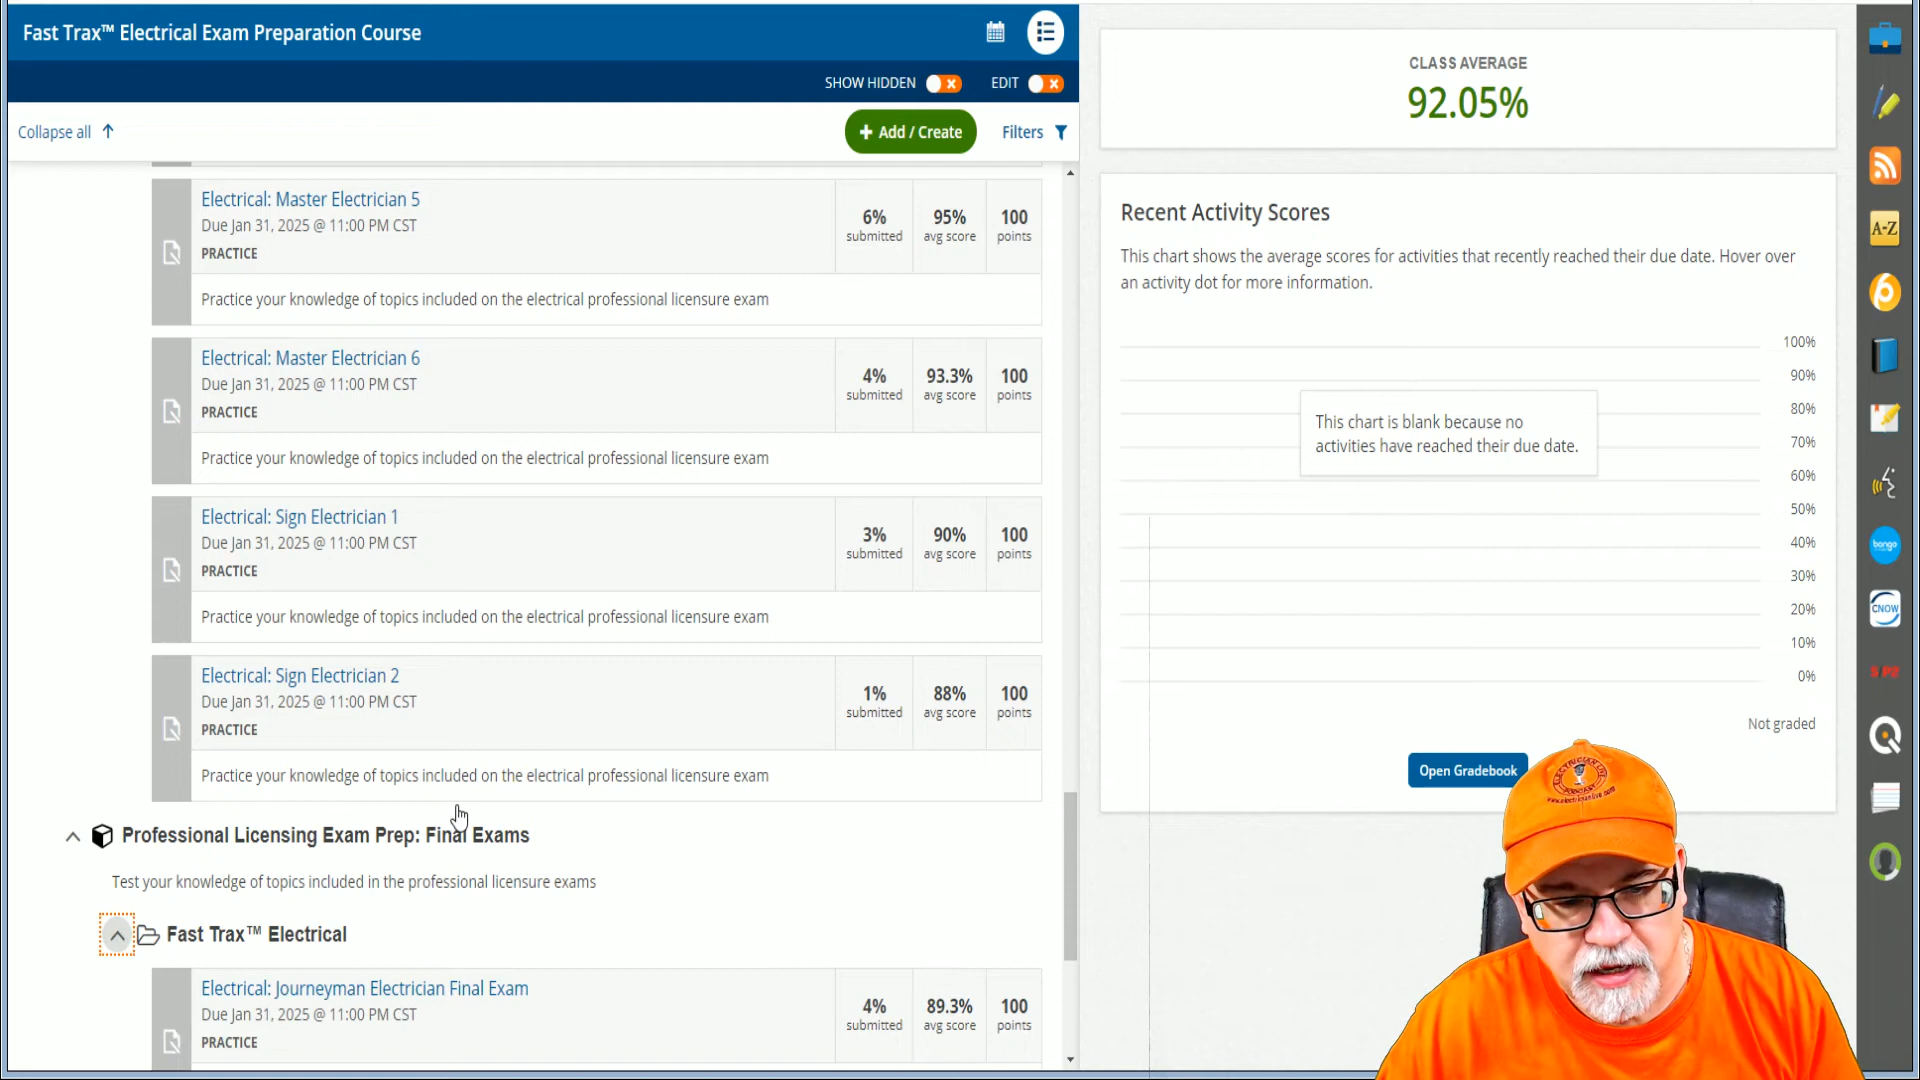 Fast Trax™ Electrical Exam Preparation Course
SHOW HIDDEN
EDIT
Collapse all
+ Add / Create
Filters
Electrical: Master Electrician 5
Due Jan 31, 2025 @ 11:00 PM CST
PRACTICE
6%
submitted
95%
avg score
100
points
Practice your knowledge of topics included on the electrical professional licensure exam
Electrical: Master Electrician 6
Due Jan 31, 2025 @ 11:00 PM CST
PRACTICE
4%
submitted
93.3%
avg score
100
points
Practice your knowledge of topics included on the electrical professional licensure exam
Electrical: Sign Electrician 1
Due Jan 31, 2025 @ 11:00 PM CST
PRACTICE
3%
submitted
90%
avg score
100
points
Practice your knowledge of topics included on the electrical professional licensure exam
Electrical: Sign Electrician 2
Due Jan 31, 2025 @ 11:00 PM CST
PRACTICE
1%
submitted
88%
avg score
100
points
Practice your knowledge of topics included on the electrical professional licensure exam
Professional Licensing Exam Prep: Final Exams
Test your knowledge of topics included in the professional licensure exams
Fast Trax™ Electrical
Electrical: Journeyman Electrician Final Exam
Due Jan 31, 2025 @ 11:00 PM CST
PRACTICE
4%
submitted
89.3%
avg score
100
points
CLASS AVERAGE
92.05%
Recent Activity Scores
This chart shows the average scores for activities that recently reached their due date. Hover over
an activity dot for more information.
100%
90%
80%
70%
60%
50%
40%
30%
20%
10%
0%
This chart is blank because no
activities have reached their due date.
Not graded
Open Gradebook
A-Z
bongo
CNOW
ELECTRICIAN LIVE
PODCAST
www.electricianlive.com